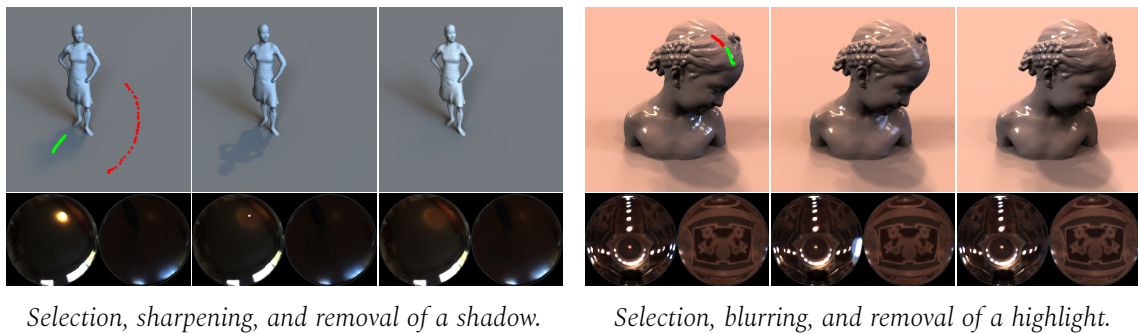 Selection, sharpening, and removal of a shadow.
Selection, blurring, and removal of a highlight.